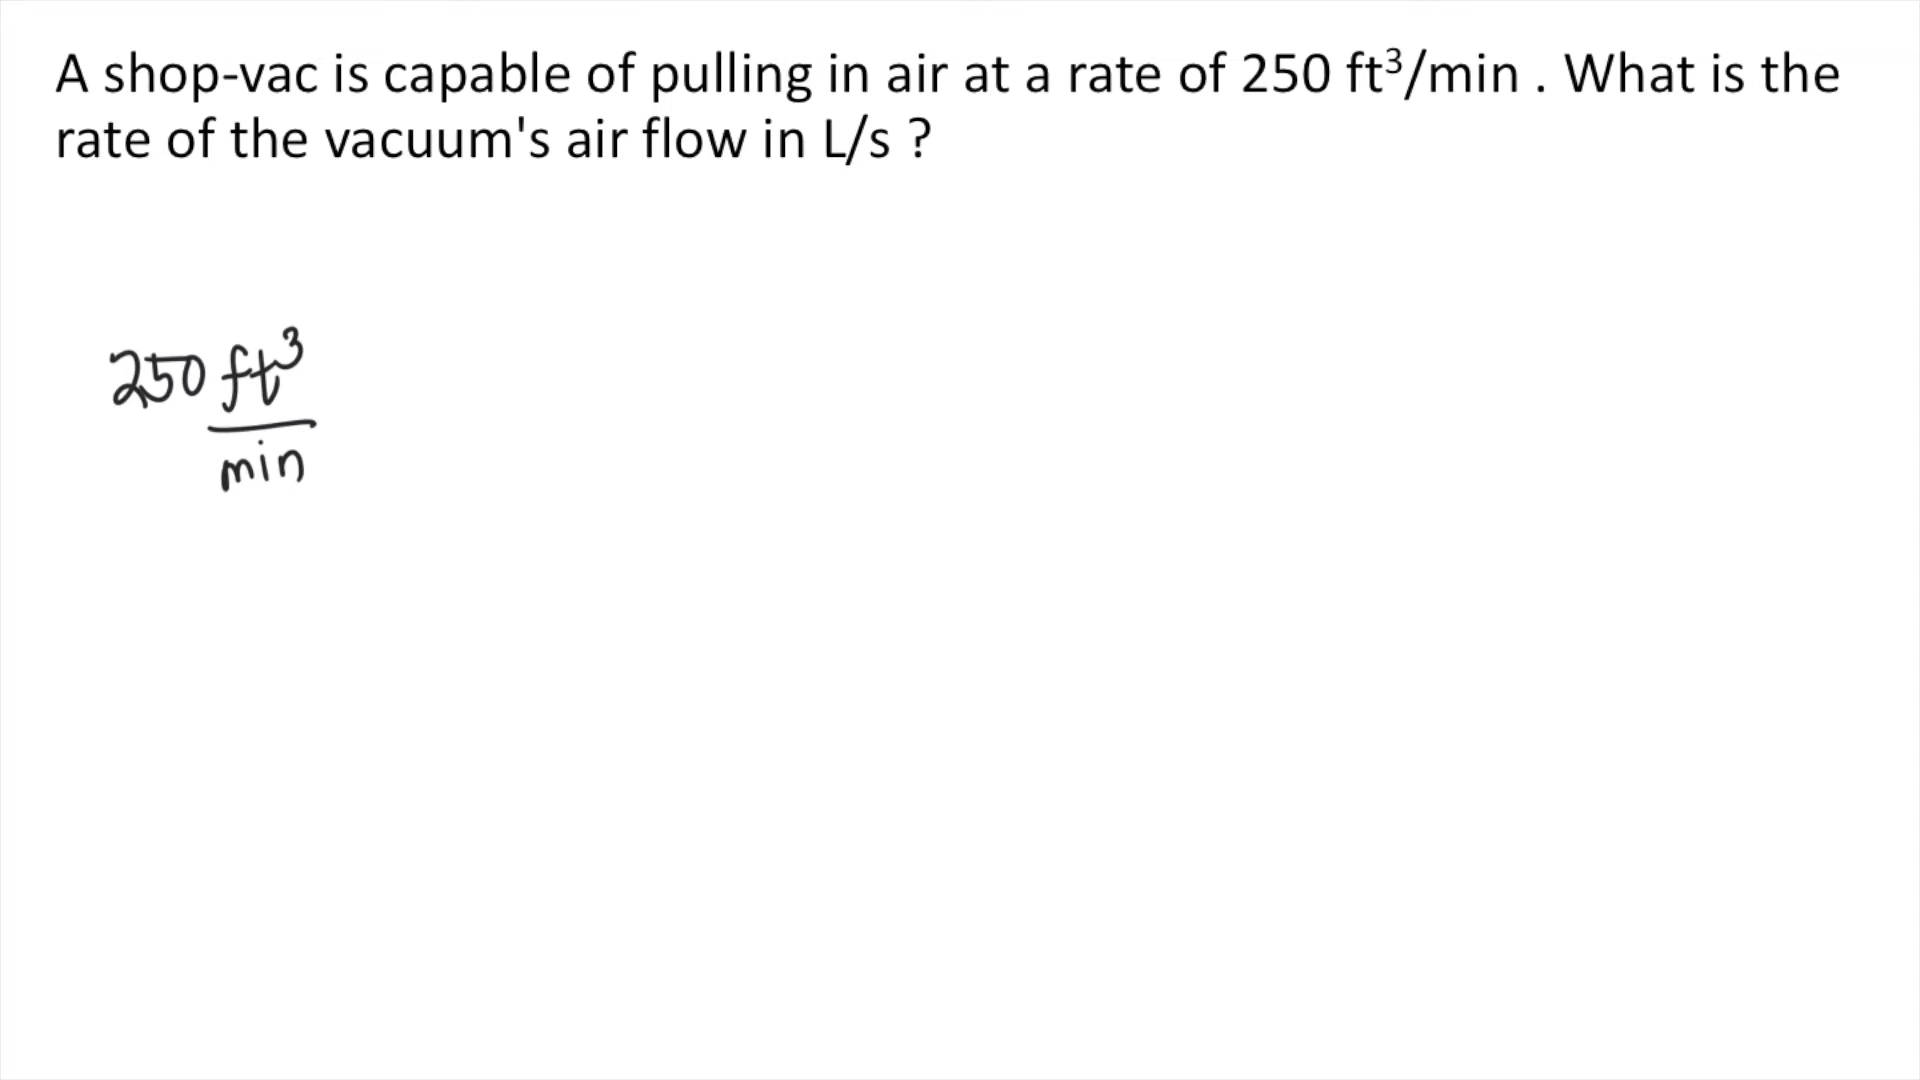 A shop-vac is capable of pulling in air at a rate of 250 ft³/min . What is the
rate of the vacuum's air flow in L/s ?
250 ft³
min